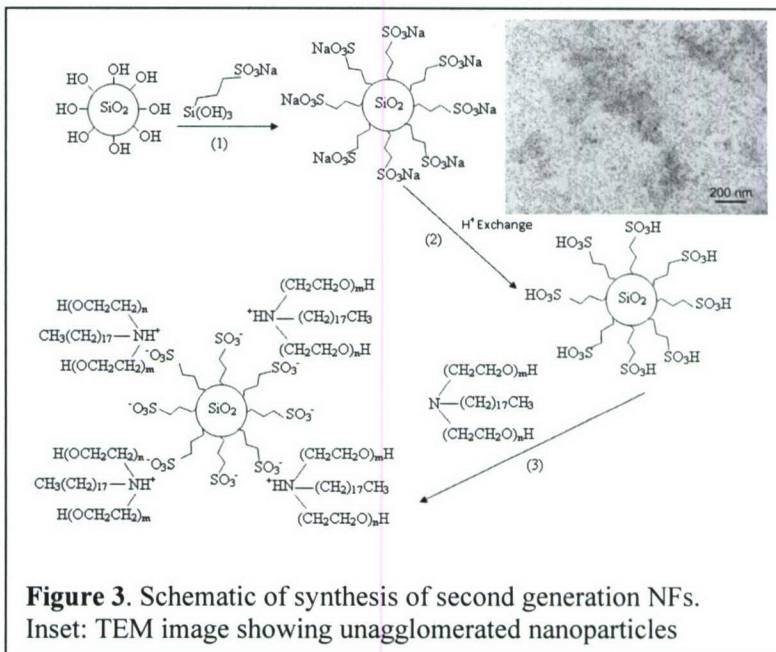 OH
HO OH
HO SiO₂ OH
HO OH
OH
SO₃Na
Si(OH)₃
(1)
SO₃Na
NaO₃S SO₃Na
NaO₃S SiO₂ SO₃Na
NaO₃S SO₃Na
SO₃Na
200 nm
H⁺ Exchange
(2)
SO₃H
HO₃S SO₃H
HO₃S SiO₂ SO₃H
HO₃S SO₃H
SO₃H
(CH₂CH₂O)mH
N—(CH₂)₁₇CH₃
(CH₂CH₂O)nH
(3)
H(OCH₂CH₂)n
CH₃(CH₂)₁₇—NH⁺
H(OCH₂CH₂)m
(CH₂CH₂O)mH
⁺HN—(CH₂)₁₇CH₃
(CH₂CH₂O)nH
SO₃⁻
⁻O₃S SO₃⁻
⁻O₃S SiO₂ SO₃⁻
⁻O₃S SO₃⁻
SO₃⁻
H(OCH₂CH₂)n
CH₃(CH₂)₁₇—NH⁺
H(OCH₂CH₂)m
(CH₂CH₂O)mH
⁺HN—(CH₂)₁₇CH₃
(CH₂CH₂O)nH
Figure 3. Schematic of synthesis of second generation NFs.
Inset: TEM image showing unagglomerated nanoparticles